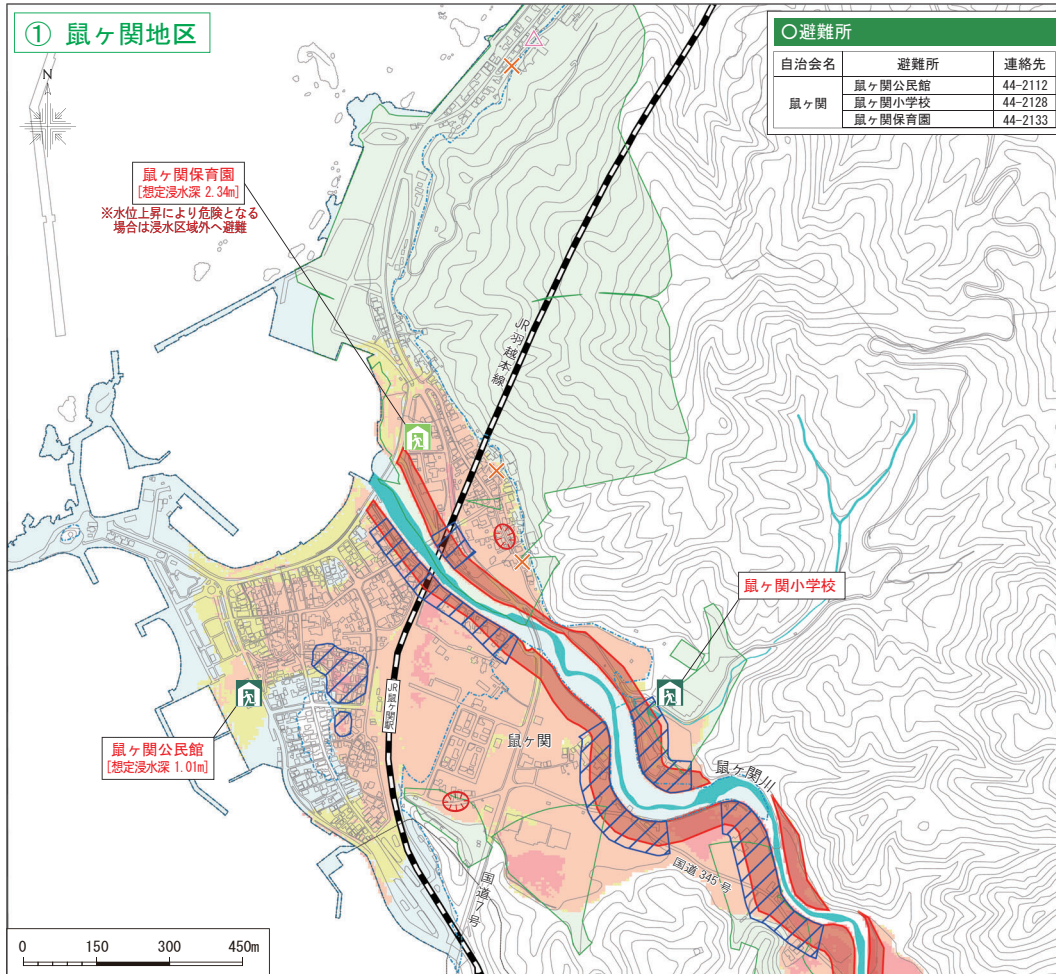 ① 鼠ヶ関地区
○避難所
自治会名 避難所 連絡先
鼠ヶ関 鼠ヶ関公民館 44-2112
鼠ヶ関小学校 44-2128
鼠ヶ関保育園 44-2133
N
鼠ヶ関保育園
[想定浸水深 2.34m]
※水位上昇により危険となる
場合は浸水区域外へ避難
JR羽越本線
鼠ヶ関小学校
JR鼠ヶ関駅
鼠ヶ関
鼠ヶ関公民館
[想定浸水深 1.01m]
鼠ヶ関川
国道345号
国道7号
0 150 300 450m